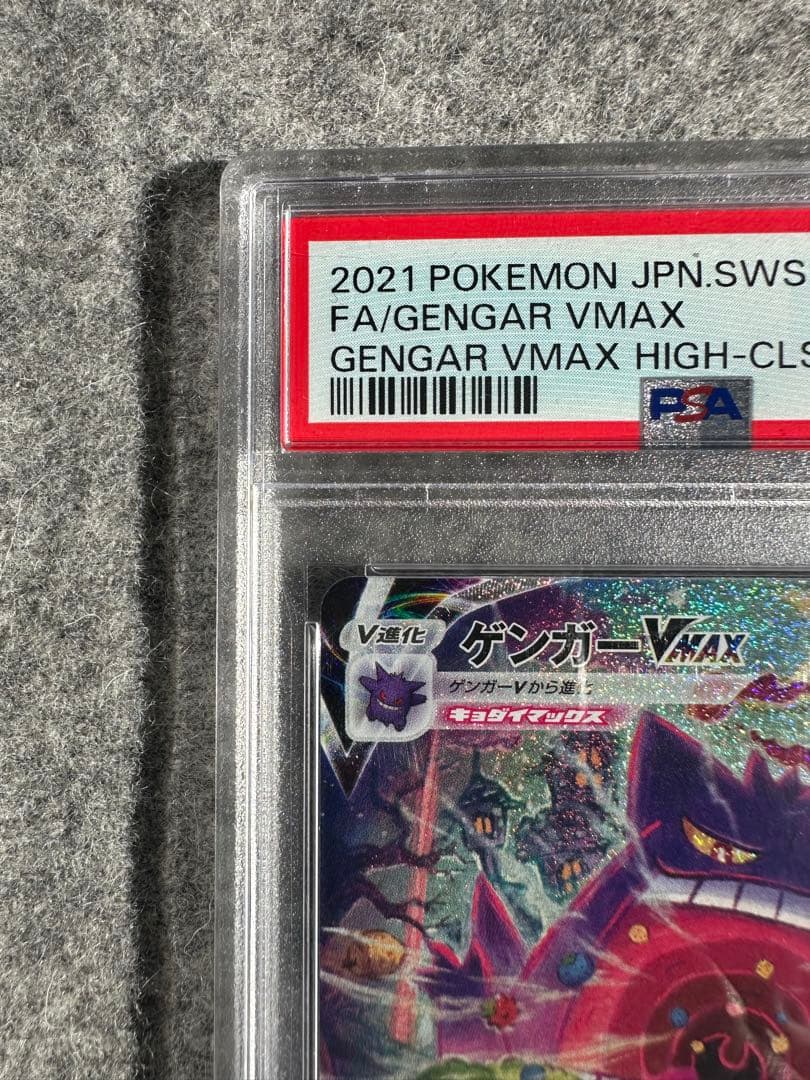 2021 POKEMON JPN.SWS
FA/GENGAR VMAX
GENGAR VMAX HIGH-CLS
PSA
V進化
ゲンガーVMAX
ゲンガーVから進化
キョダイマックス